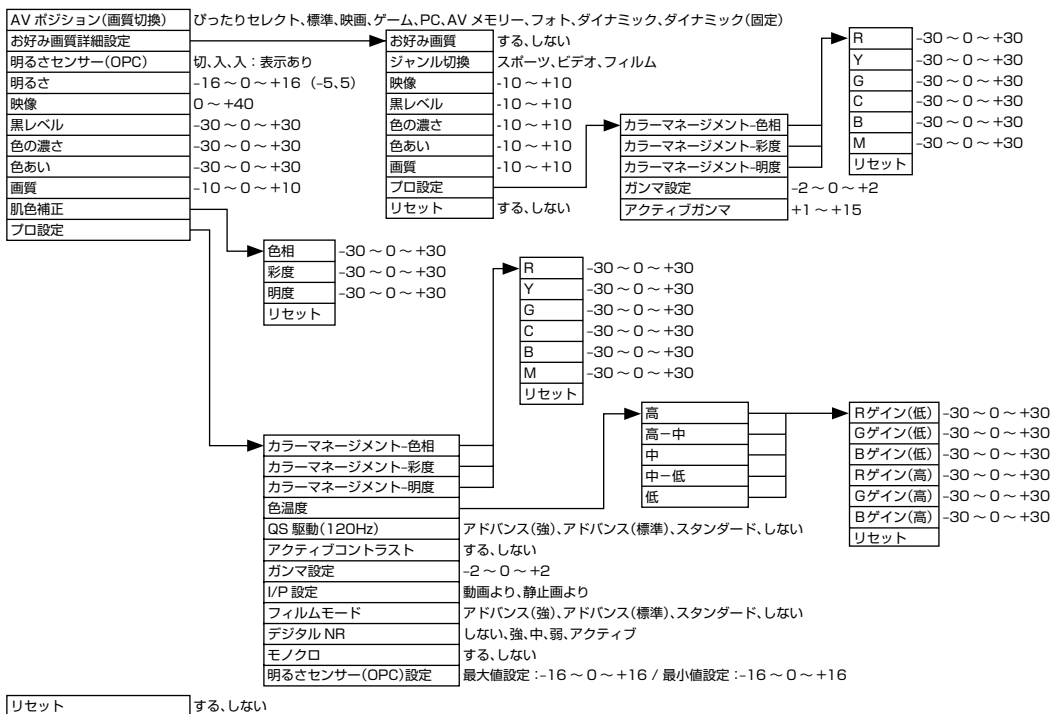 AV ポジション(画質切換) ぴったりセレクト、標準、映画、ゲーム、PC、AV メモリー、フォト、ダイナミック、ダイナミック(固定)
お好み画質詳細設定
明るさセンサー(OPC) 切、入、入：表示あり
明るさ –16～0～+16 (–5,5)
映像 0～+40
黒レベル –30～0～+30
色の濃さ –30～0～+30
色あい –30～0～+30
画質 –10～0～+10
肌色補正
プロ設定
お好み画質 する、しない
ジャンル切換 スポーツ、ビデオ、フィルム
映像 -10～+10
黒レベル -10～+10
色の濃さ -10～+10
色あい -10～+10
画質 -10～+10
プロ設定
リセット する、しない
カラーマネージメント–色相
カラーマネージメント–彩度
カラーマネージメント–明度
ガンマ設定 –2～0～+2
アクティブガンマ +1～+15
R –30～0～+30
Y –30～0～+30
G –30～0～+30
C –30～0～+30
B –30～0～+30
M –30～0～+30
リセット
色相 –30～0～+30
彩度 –30～0～+30
明度 –30～0～+30
リセット
R –30～0～+30
Y –30～0～+30
G –30～0～+30
C –30～0～+30
B –30～0～+30
M –30～0～+30
リセット
カラーマネージメント–色相
カラーマネージメント–彩度
カラーマネージメント–明度
色温度
QS 駆動(120Hz) アドバンス(強)、アドバンス(標準)、スタンダード、しない
アクティブコントラスト する、しない
ガンマ設定 –2～0～+2
I/P 設定 動画より、静止画より
フィルムモード アドバンス(強)、アドバンス(標準)、スタンダード、しない
デジタル NR しない、強、中、弱、アクティブ
モノクロ する、しない
明るさセンサー(OPC)設定 最大値設定：–16～0～+16 / 最小値設定：–16～0～+16
高
高－中
中
中－低
低
Rゲイン(低) –30～0～+30
Gゲイン(低) –30～0～+30
Bゲイン(低) –30～0～+30
Rゲイン(高) –30～0～+30
Gゲイン(高) –30～0～+30
Bゲイン(高) –30～0～+30
リセット
リセット する、しない